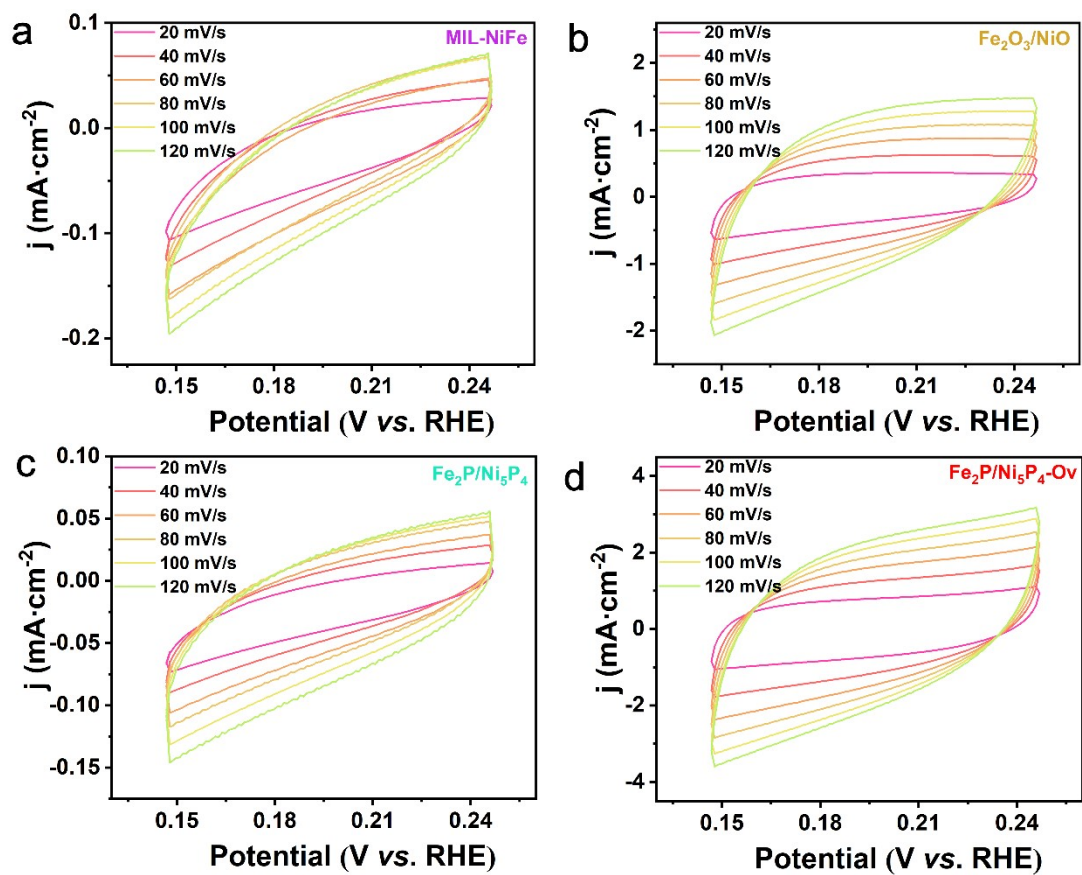 a
20 mV/s
40 mV/s
60 mV/s
80 mV/s
100 mV/s
120 mV/s
MIL-NiFe
0.1
0.0
-0.1
-0.2
j (mA·cm⁻²)
0.15 0.18 0.21 0.24
Potential (V vs. RHE)
b
20 mV/s
40 mV/s
60 mV/s
80 mV/s
100 mV/s
120 mV/s
Fe₂O₃/NiO
2
1
0
-1
-2
j (mA·cm⁻²)
0.15 0.18 0.21 0.24
Potential (V vs. RHE)
c
20 mV/s
40 mV/s
60 mV/s
80 mV/s
100 mV/s
120 mV/s
Fe₂P/Ni₅P₄
0.10
0.05
0.00
-0.05
-0.10
-0.15
j (mA·cm⁻²)
0.15 0.18 0.21 0.24
Potential (V vs. RHE)
d
20 mV/s
40 mV/s
60 mV/s
80 mV/s
100 mV/s
120 mV/s
Fe₂P/Ni₅P₄-Ov
4
2
0
-2
-4
j (mA·cm⁻²)
0.15 0.18 0.21 0.24
Potential (V vs. RHE)